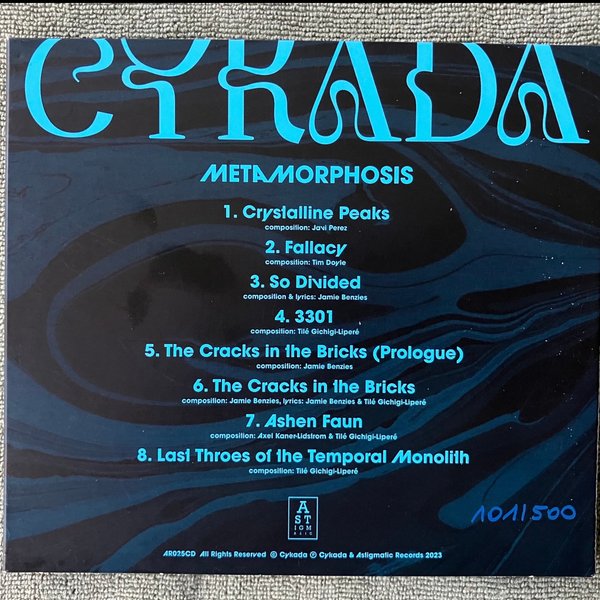 CYKADA
METAMORPHOSIS
1. Crystalline Peaks
composition: Javi Perez
2. Fallacy
composition: Tim Doyle
3. So Divided
composition & lyrics: Jamie Benzies
4. 3301
composition: Tilé Gichigi-Liperé
5. The Cracks in the Bricks (Prologue)
composition: Jamie Benzies
6. The Cracks in the Bricks
composition: Jamie Benzies, lyrics: Jamie Benzies & Tilé Gichigi-Liperé
7. Ashen Faun
composition: Axel Kaner-Lidstrom & Tilé Gichigi-Liperé
8. Last Throes of the Temporal Monolith
composition: Tilé Gichigi-Liperé
A
ST
IGM
ATIC
101/500
AR025CD All Rights Reserved © Cykada ℗ Cykada & Astigmatic Records 2023